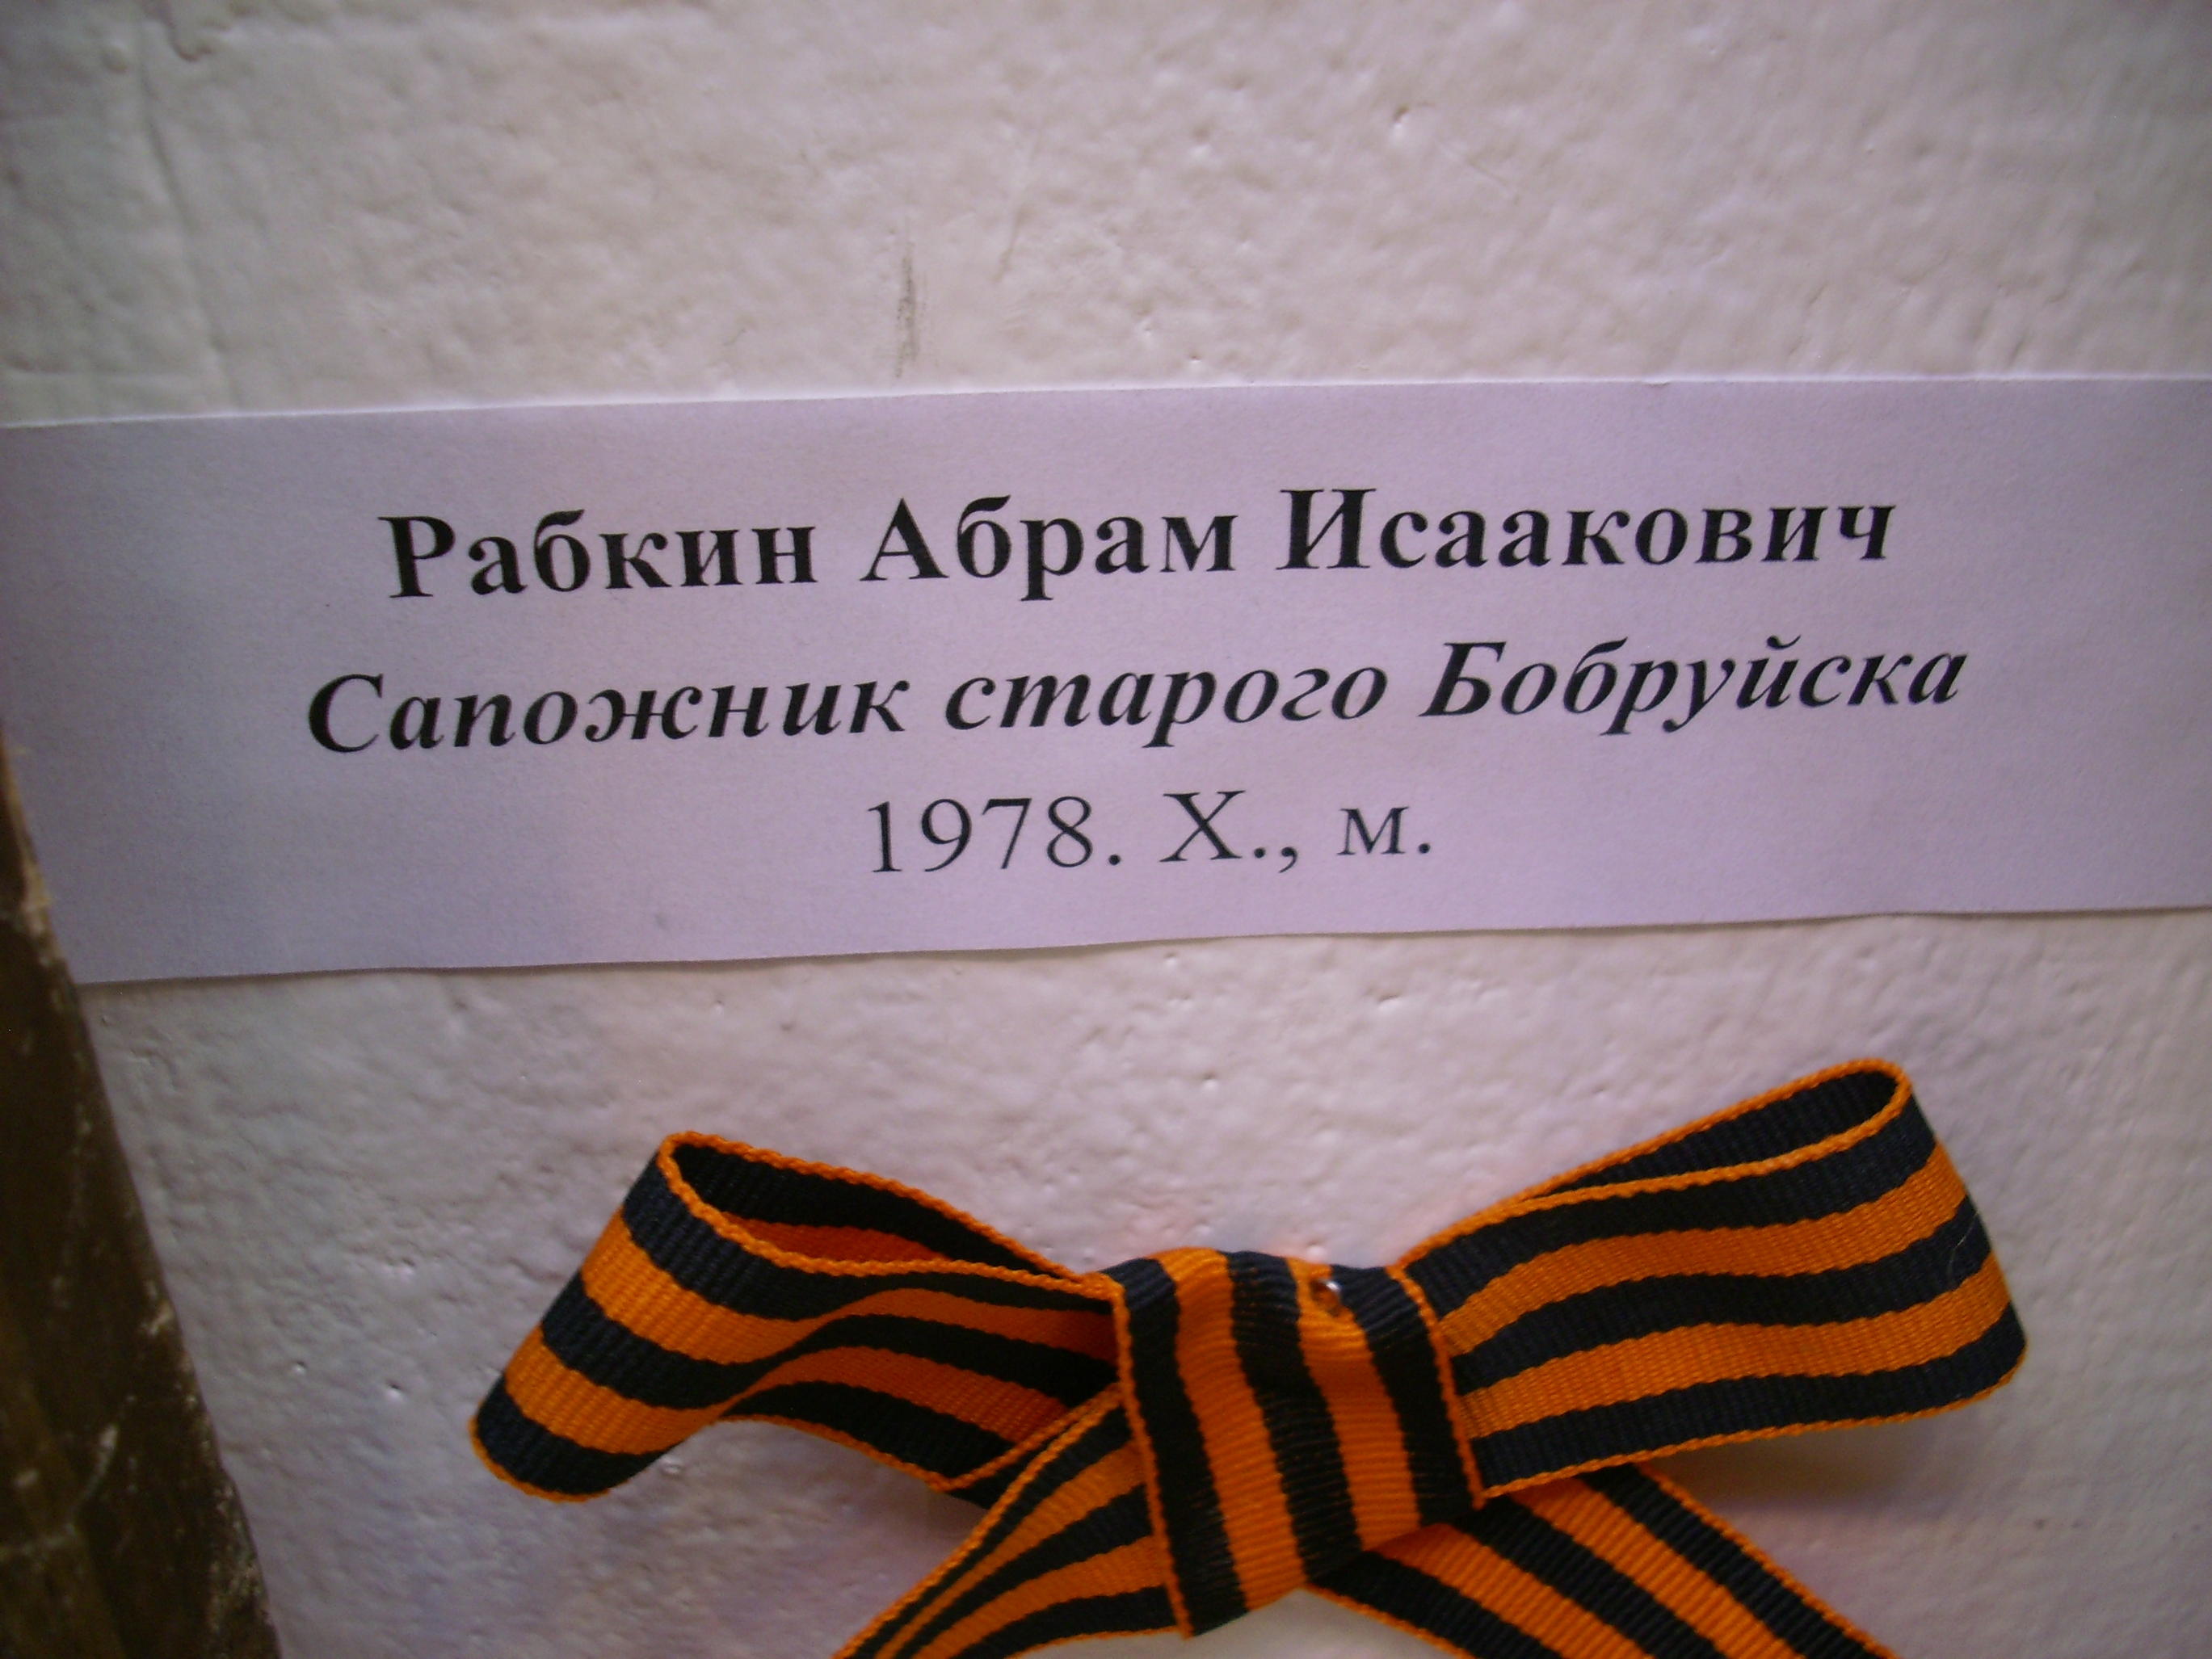 Рабкин Абрам Исаакович
Сапожник старого Бобруйска
1978. Х., м.